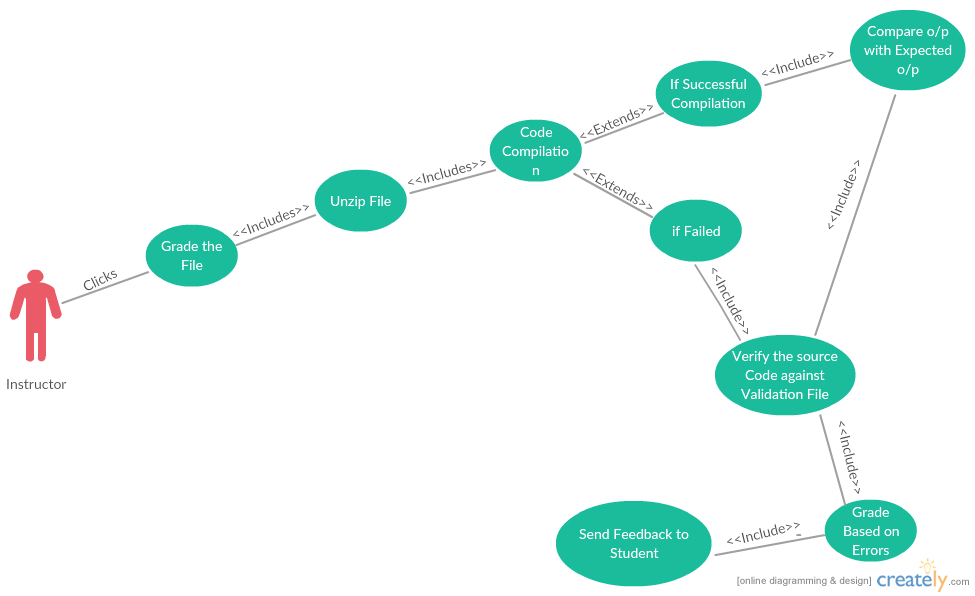 Compare o/p
with Expected
o/p
<<Include>>
If Successful
Compilation
<<Extends>>
Code
Compilatio
n
<<Includes>>
<<Extends>>
Unzip File
<<Include>>
<<Includes>>
if Failed
Grade the
File
Clicks
<<Include>>
Instructor
Verify the source
Code against
Validation File
<<Include>>
Grade
Based on
Errors
<<Include>>
Send Feedback to
Student
[online diagramming & design] creately.com